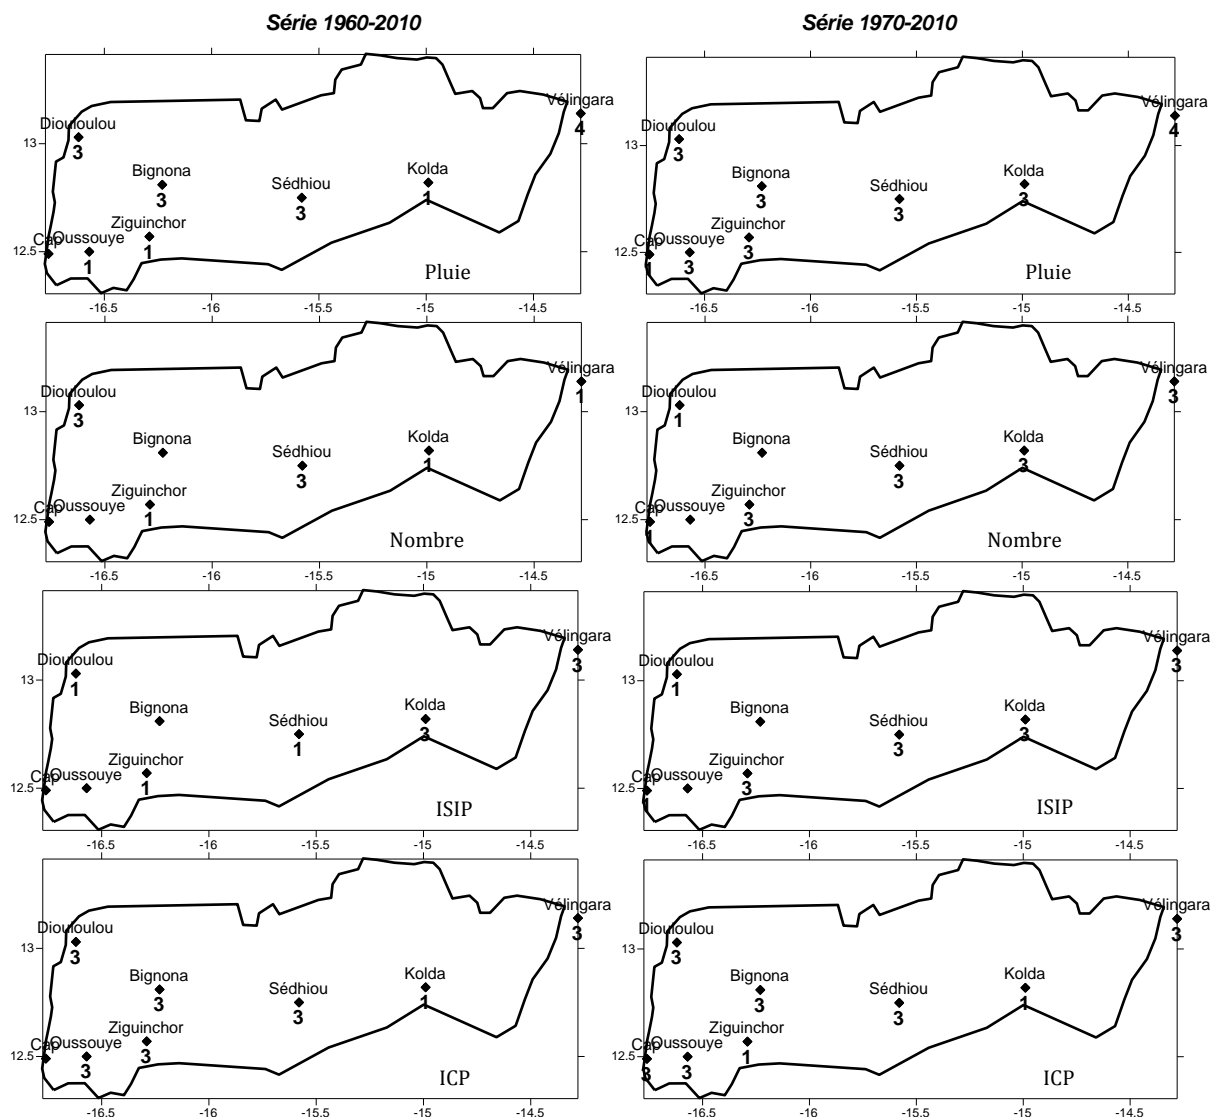 Série 1960-2010
Série 1970-2010
Vélingara
4
Diouloulou
3
13
Bignona
3
Sédhiou
3
Kolda
1
Ziguinchor
1
Cap
Oussouye
1
12.5
Pluie
-16.5 -16 -15.5 -15 -14.5
Vélingara
4
Diouloulou
3
13
Bignona
3
Sédhiou
3
Kolda
3
Ziguinchor
3
Cap
1
Oussouye
3
12.5
Pluie
-16.5 -16 -15.5 -15 -14.5
Vélingara
1
Diouloulou
3
13
Bignona
Sédhiou
3
Kolda
1
Ziguinchor
1
Cap
Oussouye
12.5
Nombre
-16.5 -16 -15.5 -15 -14.5
Vélingara
3
Diouloulou
1
13
Bignona
Sédhiou
3
Kolda
3
Ziguinchor
3
Cap
1
Oussouye
12.5
Nombre
-16.5 -16 -15.5 -15 -14.5
Vélingara
3
Diouloulou
1
13
Bignona
Sédhiou
1
Kolda
3
Ziguinchor
1
Cap
Oussouye
12.5
ISIP
-16.5 -16 -15.5 -15 -14.5
Vélingara
3
Diouloulou
1
13
Bignona
Sédhiou
3
Kolda
3
Ziguinchor
3
Cap
1
Oussouye
12.5
ISIP
-16.5 -16 -15.5 -15 -14.5
Vélingara
3
Diouloulou
3
13
Bignona
3
Sédhiou
3
Kolda
1
Ziguinchor
3
Cap
Oussouye
3
12.5
ICP
-16.5 -16 -15.5 -15 -14.5
Vélingara
3
Diouloulou
3
13
Bignona
3
Sédhiou
3
Kolda
1
Ziguinchor
1
Cap
3
Oussouye
3
12.5
ICP
-16.5 -16 -15.5 -15 -14.5